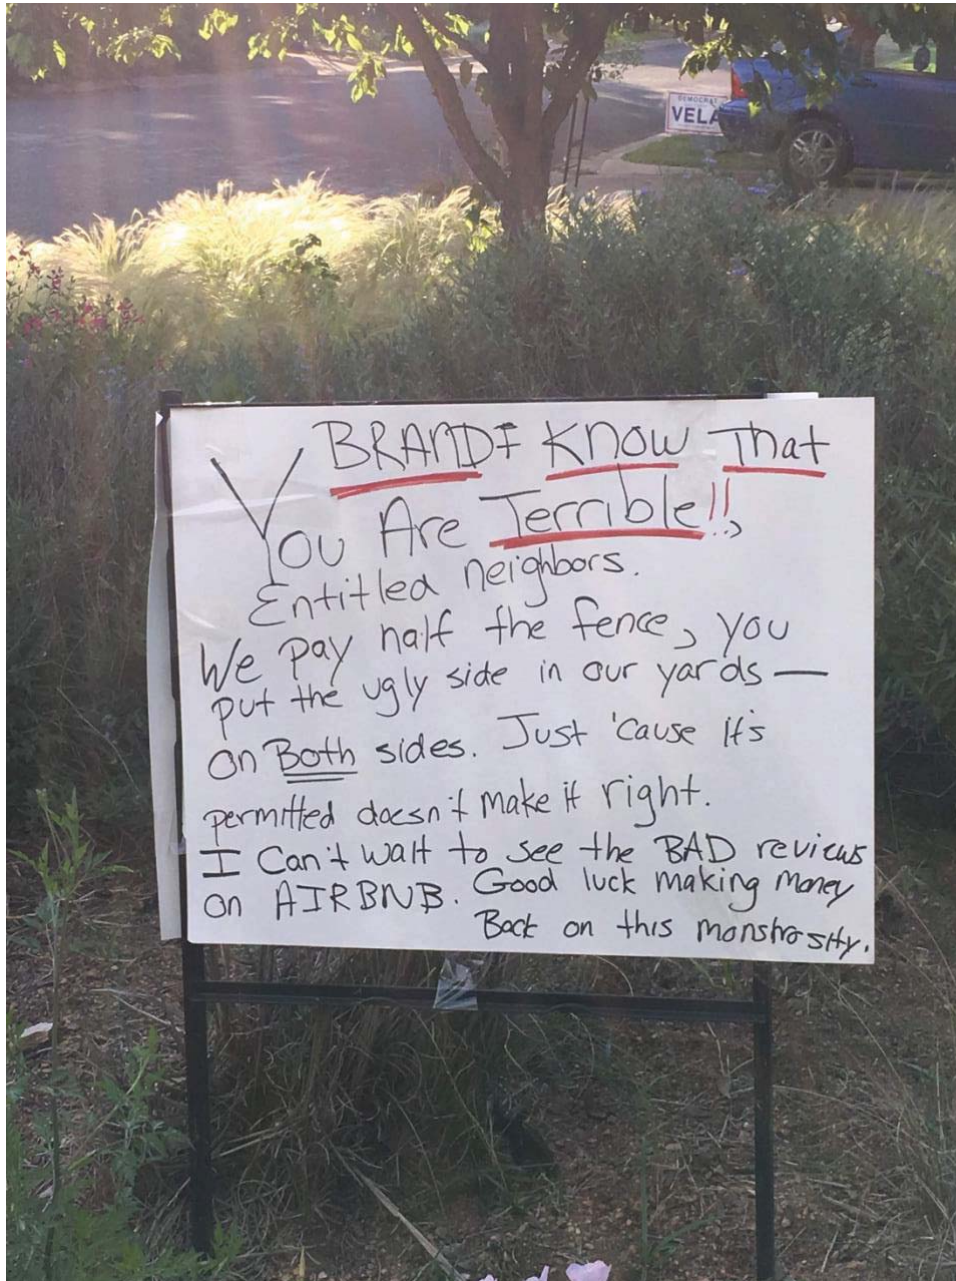 DEMOCRAT
VELA
BRANDI KNOW That
You Are Terrible!!,
Entitled neighbors.
We pay half the fence, you
put the ugly side in our yards —
on Both sides. Just 'cause it's
permitted doesn't make it right.
I Can't wait to see the BAD reviews
on AIRBNB. Good luck making money
Back on this monstrosity.